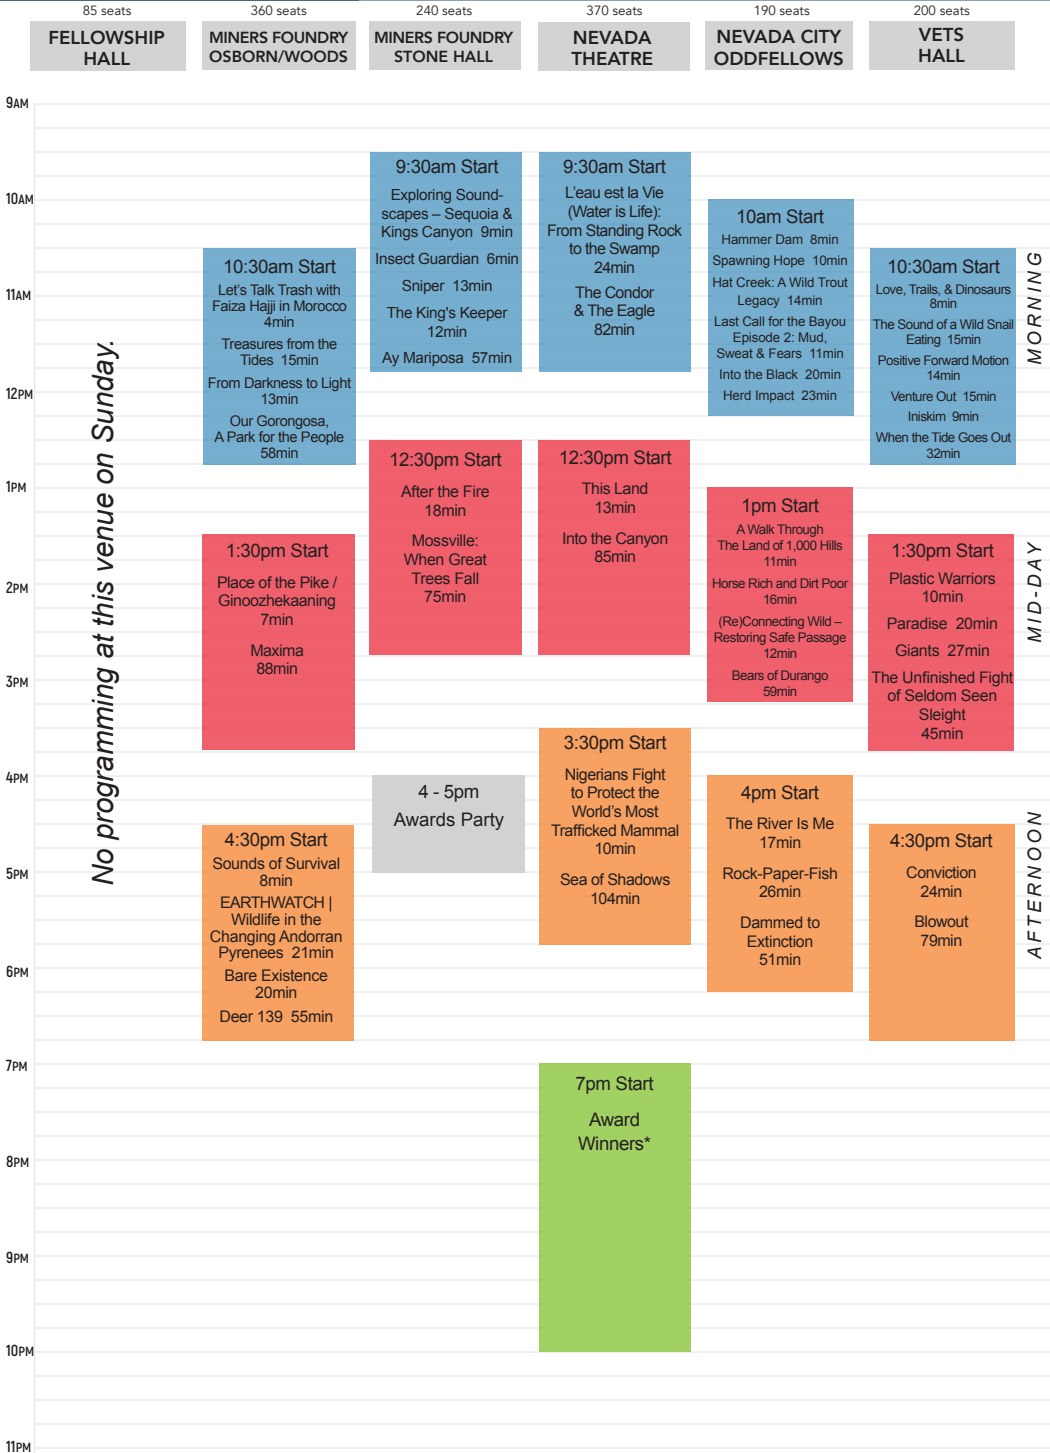 85 seats
FELLOWSHIP
HALL
360 seats
MINERS FOUNDRY
OSBORN/WOODS
240 seats
MINERS FOUNDRY
STONE HALL
370 seats
NEVADA
THEATRE
190 seats
NEVADA CITY
ODDFELLOWS
200 seats
VETS
HALL
9AM
10AM
11AM
12PM
1PM
2PM
3PM
4PM
5PM
6PM
7PM
8PM
9PM
10PM
11PM
No programming at this venue on Sunday.
10:30am Start
Let's Talk Trash with
Faiza Hajji in Morocco
4min
Treasures from the
Tides 15min
From Darkness to Light
13min
Our Gorongosa,
A Park for the People
58min
1:30pm Start
Place of the Pike /
Ginoozhekaaning
7min
Maxima
88min
4:30pm Start
Sounds of Survival
8min
EARTHWATCH |
Wildlife in the
Changing Andorran
Pyrenees 21min
Bare Existence
20min
Deer 139 55min
9:30am Start
Exploring Sound-
scapes – Sequoia &
Kings Canyon 9min
Insect Guardian 6min
Sniper 13min
The King's Keeper
12min
Ay Mariposa 57min
12:30pm Start
After the Fire
18min
Mossville:
When Great
Trees Fall
75min
4 - 5pm
Awards Party
9:30am Start
L'eau est la Vie
(Water is Life):
From Standing Rock
to the Swamp
24min
The Condor
& The Eagle
82min
12:30pm Start
This Land
13min
Into the Canyon
85min
3:30pm Start
Nigerians Fight
to Protect the
World's Most
Trafficked Mammal
10min
Sea of Shadows
104min
7pm Start
Award
Winners*
10am Start
Hammer Dam 8min
Spawning Hope 10min
Hat Creek: A Wild Trout
Legacy 14min
Last Call for the Bayou
Episode 2: Mud,
Sweat & Fears 11min
Into the Black 20min
Herd Impact 23min
1pm Start
A Walk Through
The Land of 1,000 Hills
11min
Horse Rich and Dirt Poor
16min
(Re)Connecting Wild –
Restoring Safe Passage
12min
Bears of Durango
59min
4pm Start
The River Is Me
17min
Rock-Paper-Fish
26min
Dammed to
Extinction
51min
10:30am Start
Love, Trails, & Dinosaurs
8min
The Sound of a Wild Snail
Eating 15min
Positive Forward Motion
14min
Venture Out 15min
Iniskim 9min
When the Tide Goes Out
32min
1:30pm Start
Plastic Warriors
10min
Paradise 20min
Giants 27min
The Unfinished Fight
of Seldom Seen
Sleight
45min
4:30pm Start
Conviction
24min
Blowout
79min
MORNING
MID-DAY
AFTERNOON